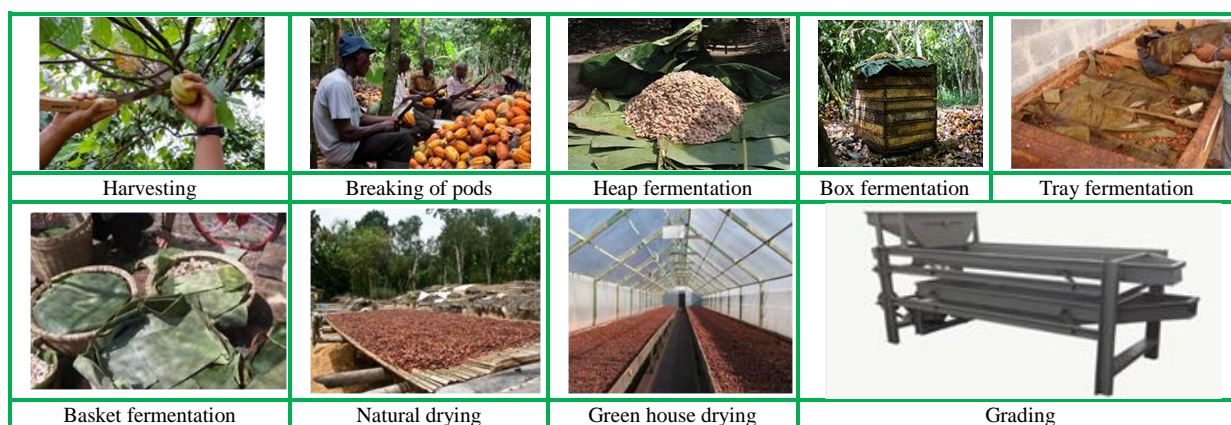 Harvesting
Breaking of pods
Heap fermentation
Box fermentation
Tray fermentation
Basket fermentation
Natural drying
Green house drying
Grading